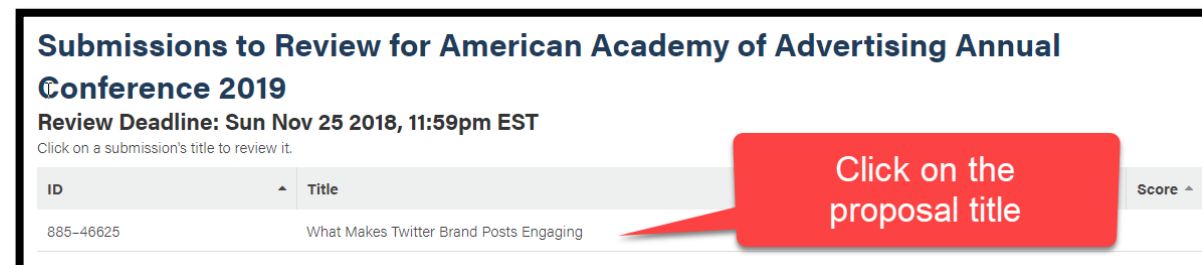 Submissions to Review for American Academy of Advertising Annual
Conference 2019
Review Deadline: Sun Nov 25 2018, 11:59pm EST
Click on a submission's title to review it.
ID Title Score
885-46625 What Makes Twitter Brand Posts Engaging
Click on the
proposal title